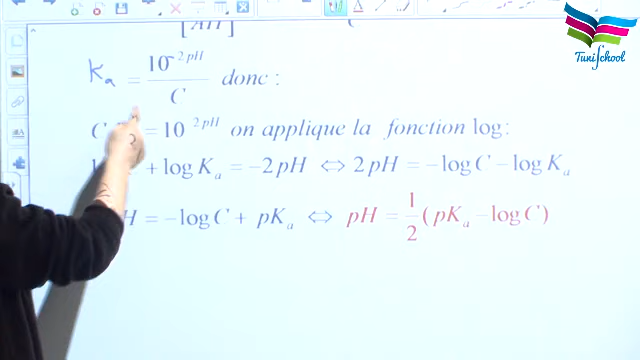 [AH]
TuniSchool
Kₐ = 10⁻²ᵖᴴ / C donc :
C = 10⁻²ᵖᴴ on applique la fonction log:
+ log Kₐ = −2pH ⇔ 2pH = −log C − log Kₐ
H = −log C + pKₐ ⇔ pH = 1/2 (pKₐ − log C)